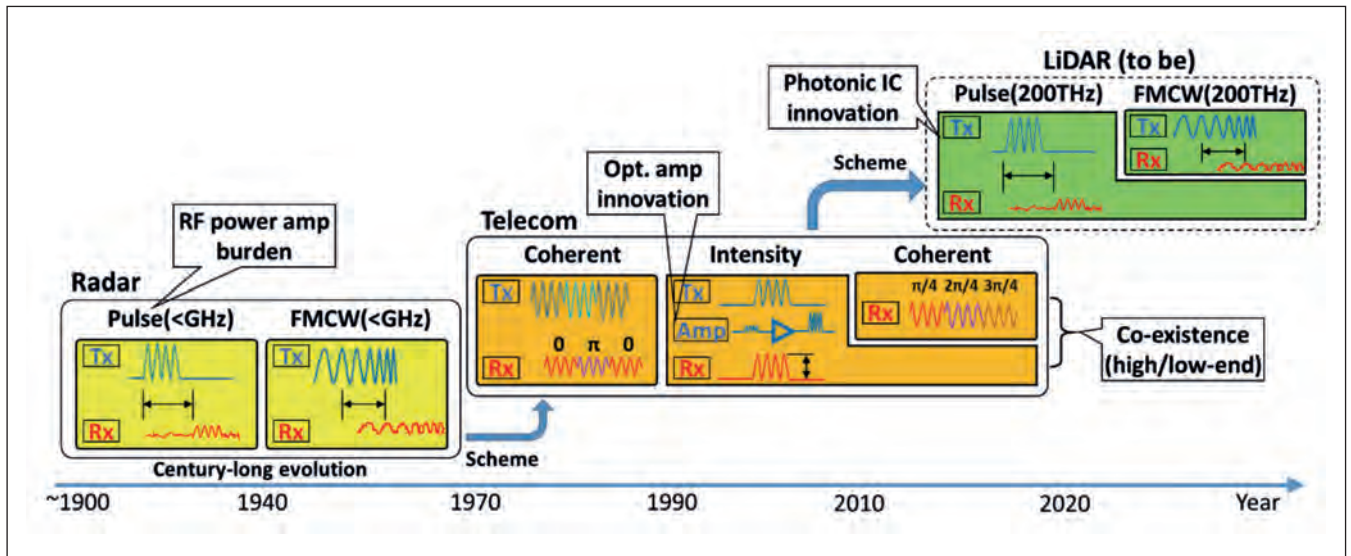 LiDAR (to be)
Photonic IC
innovation
Pulse(200THz)
FMCW(200THz)
Tx
Rx
Tx
Rx
Scheme
Opt. amp
innovation
Telecom
Coherent
Intensity
Coherent
Tx
Rx
0 π 0
Tx
Amp
Rx
π/4 2π/4 3π/4
Rx
Co-existence
(high/low-end)
RF power amp
burden
Radar
Pulse(<GHz)
FMCW(<GHz)
Tx
Rx
Tx
Rx
Century-long evolution
Scheme
~1900 1940 1970 1990 2010 2020 Year